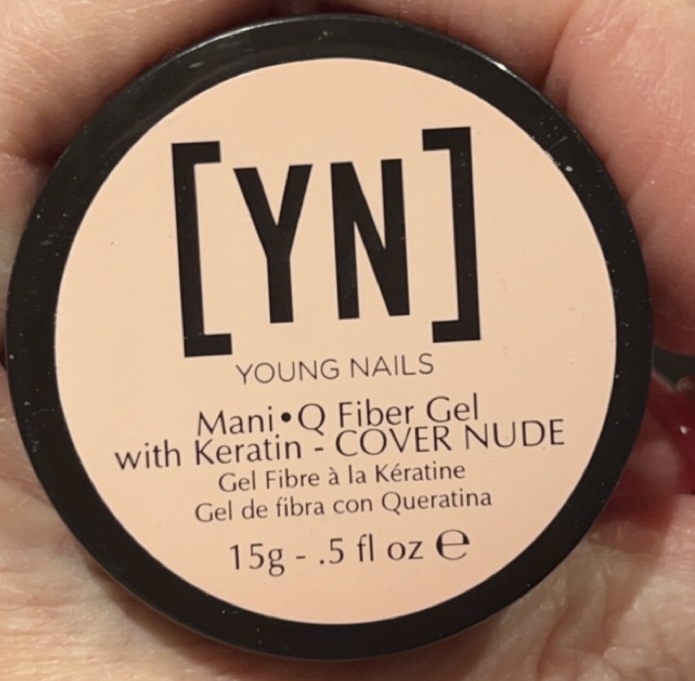 [YN]
YOUNG NAILS
Mani•Q Fiber Gel
with Keratin - COVER NUDE
Gel Fibre à la Kératine
Gel de fibra con Queratina
15g - .5 fl oz ℮